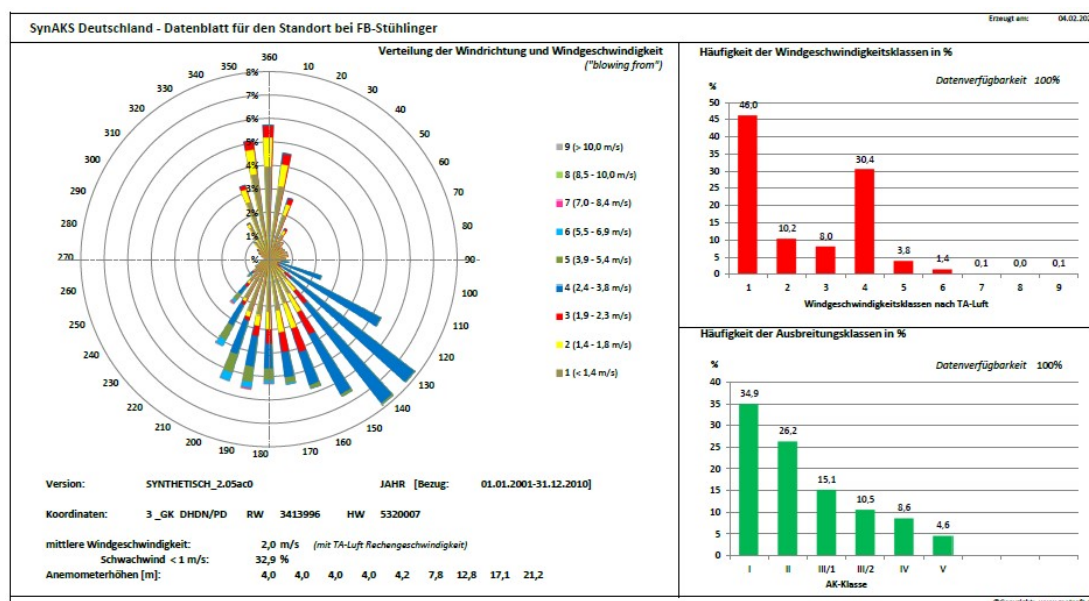 SynAKS Deutschland - Datenblatt für den Standort bei FB-Stühlinger
Erzeugt am: 04.02.202
Verteilung der Windrichtung und Windgeschwindigkeit
("blowing from")
360
350 10
340 20
330 30
320 40
310 50
300 60
290 70
280 80
270 90
260 100
250 110
240 120
230 130
220 140
210 150
200 160
190 170
180
8%
7%
6%
5%
4%
3%
2%
1%
%
9 (> 10,0 m/s)
8 (8,5 - 10,0 m/s)
7 (7,0 - 8,4 m/s)
6 (5,5 - 6,9 m/s)
5 (3,9 - 5,4 m/s)
4 (2,4 - 3,8 m/s)
3 (1,9 - 2,3 m/s)
2 (1,4 - 1,8 m/s)
1 (< 1,4 m/s)
Version: SYNTHETISCH_2.05ac0 JAHR [Bezug: 01.01.2001-31.12.2010]
Koordinaten: 3_GK DHDN/PD RW 3413996 HW 5320007
mittlere Windgeschwindigkeit: 2,0 m/s (mit TA-Luft Rechengeschwindigkeit)
Schwachwind < 1 m/s: 32,9 %
Anemometerhöhen [m]: 4,0 4,0 4,0 4,0 4,2 7,8 12,8 17,1 21,2
Häufigkeit der Windgeschwindigkeitsklassen in %
Datenverfügbarkeit 100%
%
50
45
40
35
30
25
20
15
10
5
0
46,0 10,2 8,0 30,4 3,8 1,4 0,1 0,0 0,1
1 2 3 4 5 6 7 8 9
Windgeschwindigkeitsklassen nach TA-Luft
Häufigkeit der Ausbreitungsklassen in %
Datenverfügbarkeit 100%
%
40
35
30
25
20
15
10
5
0
34,9 26,2 15,1 10,5 8,6 4,6
I II III/1 III/2 IV V
AK-Klasse